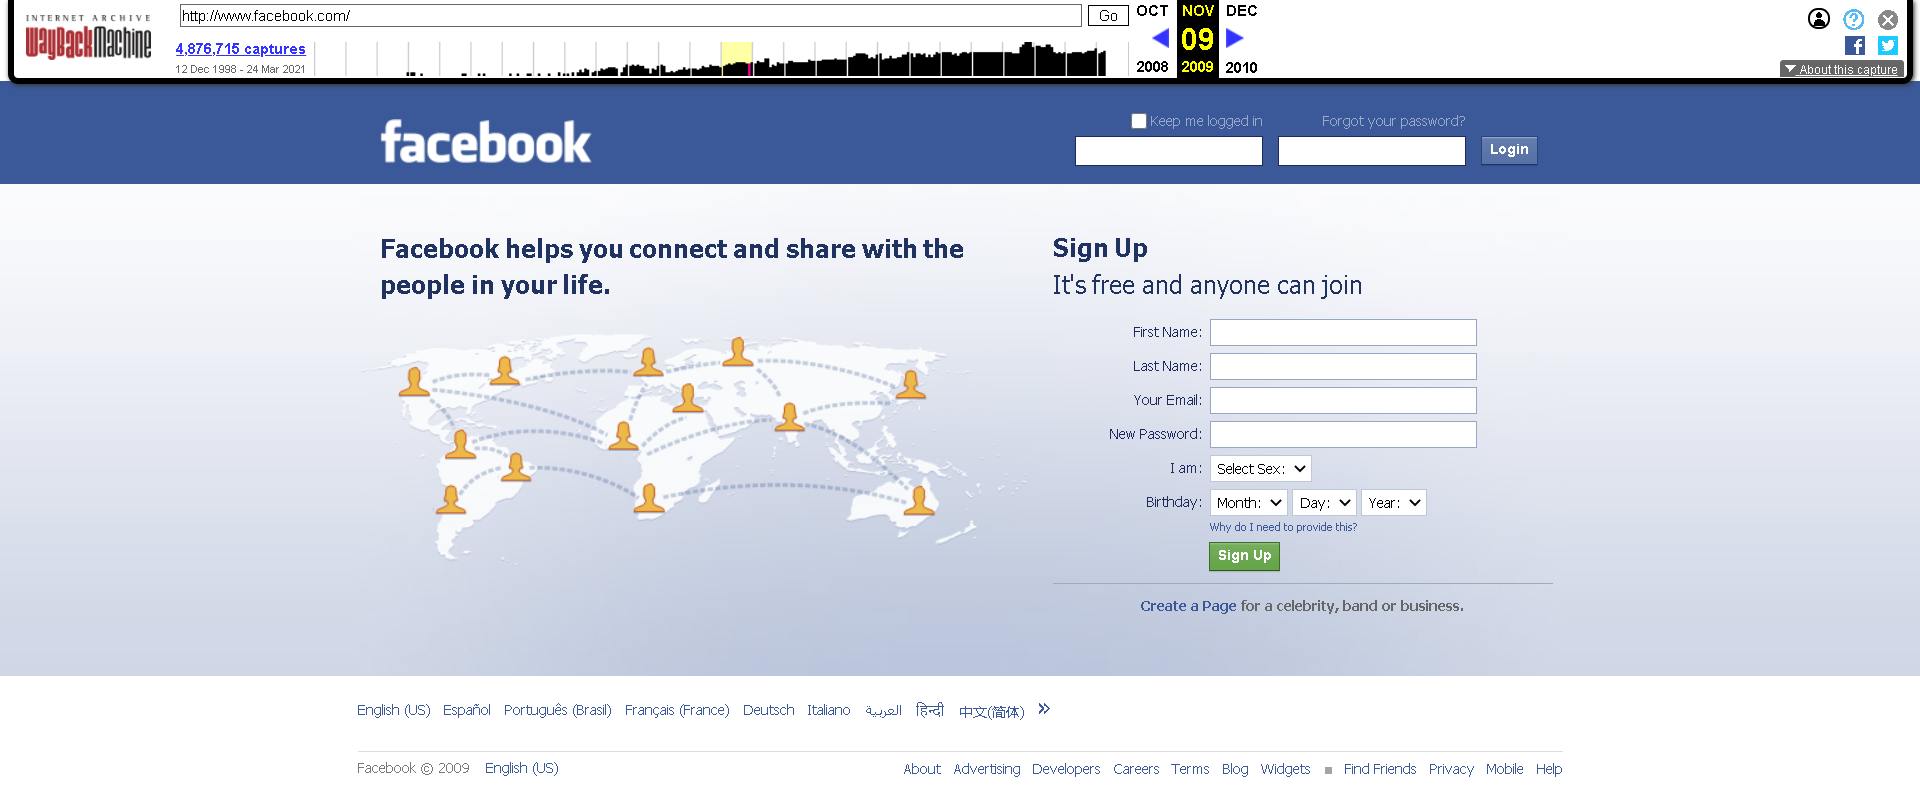 INTERNET ARCHIVE
WayBackMachine
http://www.facebook.com/
Go
4,876,715 captures
12 Dec 1998 - 24 Mar 2021
OCT NOV DEC
09
2008 2009 2010
About this capture
facebook
Keep me logged in
Forgot your password?
Login
Facebook helps you connect and share with the
people in your life.
Sign Up
It's free and anyone can join
First Name:
Last Name:
Your Email:
New Password:
I am: Select Sex:
Birthday: Month: Day: Year:
Why do I need to provide this?
Sign Up
Create a Page for a celebrity, band or business.
English (US) Español Português (Brasil) Français (France) Deutsch Italiano العربية हिन्दी 中文(简体) »
Facebook © 2009 English (US)
About Advertising Developers Careers Terms Blog Widgets ■ Find Friends Privacy Mobile Help